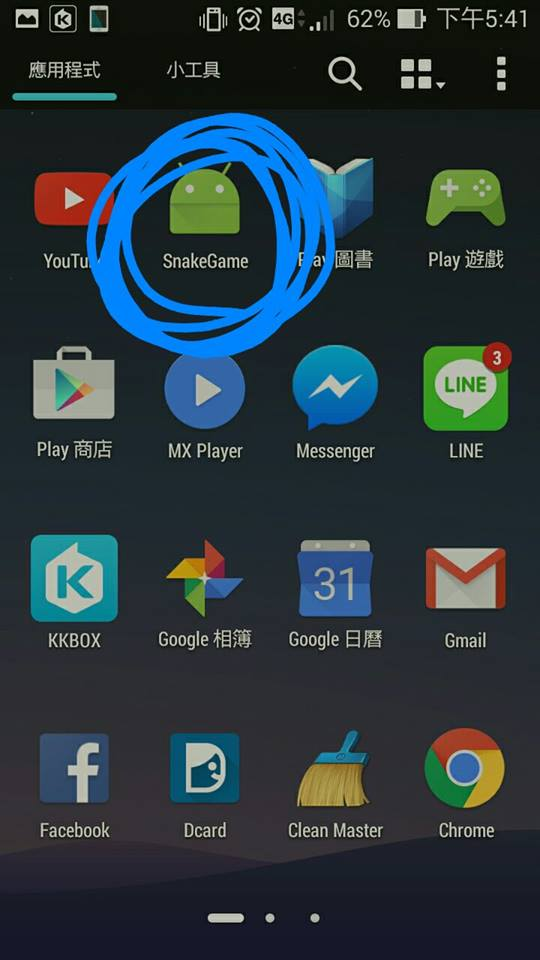 4G 62% 下午5:41
應用程式 小工具
YouTu SnakeGame Play 圖書 Play 遊戲
LINE 3
Play 商店 MX Player Messenger LINE
K 31
KKBOX Google 相簿 Google 日曆 Gmail
Facebook Dcard Clean Master Chrome